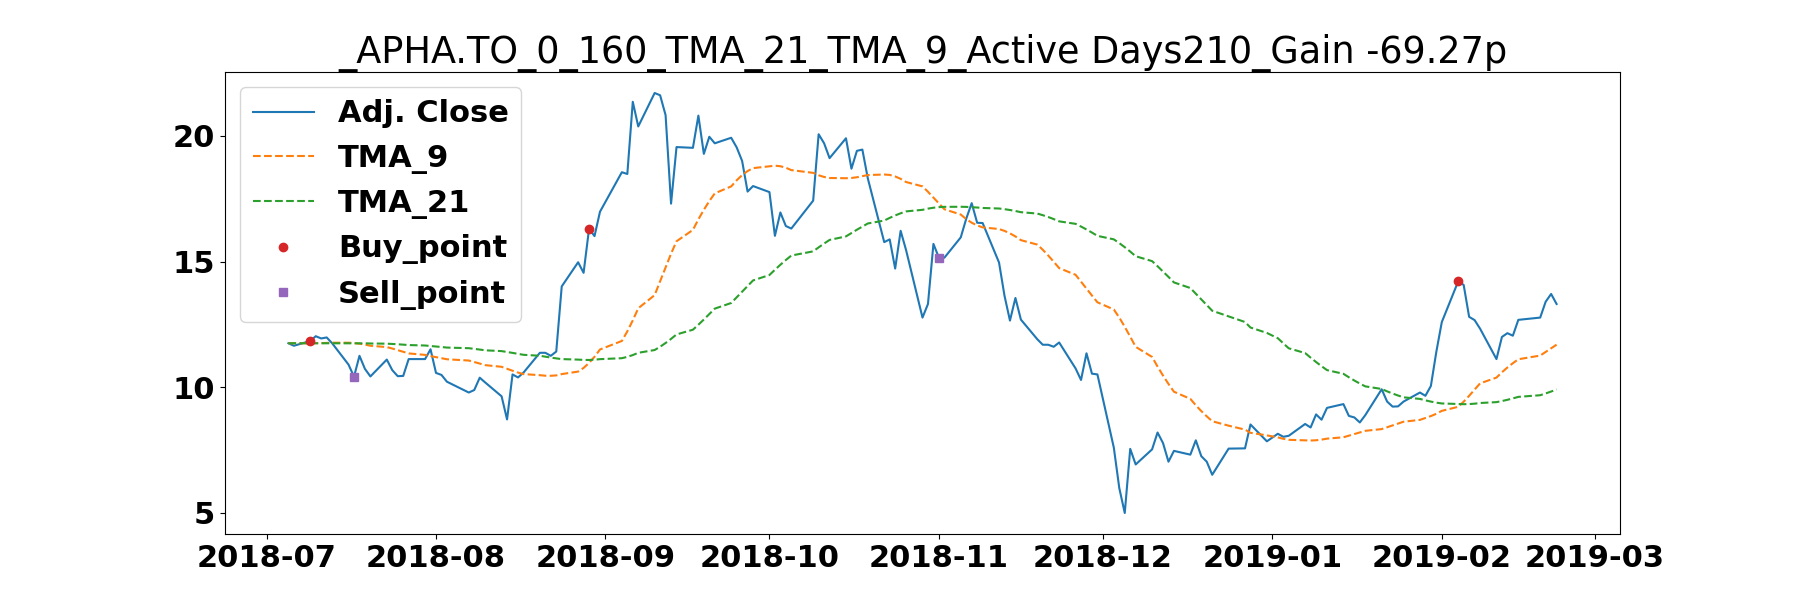 _APHA.TO_0_160_TMA_21_TMA_9_Active Days210_Gain -69.27p
Adj. Close
TMA_9
TMA_21
Buy_point
Sell_point
20
15
10
5
2018-07 2018-08 2018-09 2018-10 2018-11 2018-12 2019-01 2019-02 2019-03